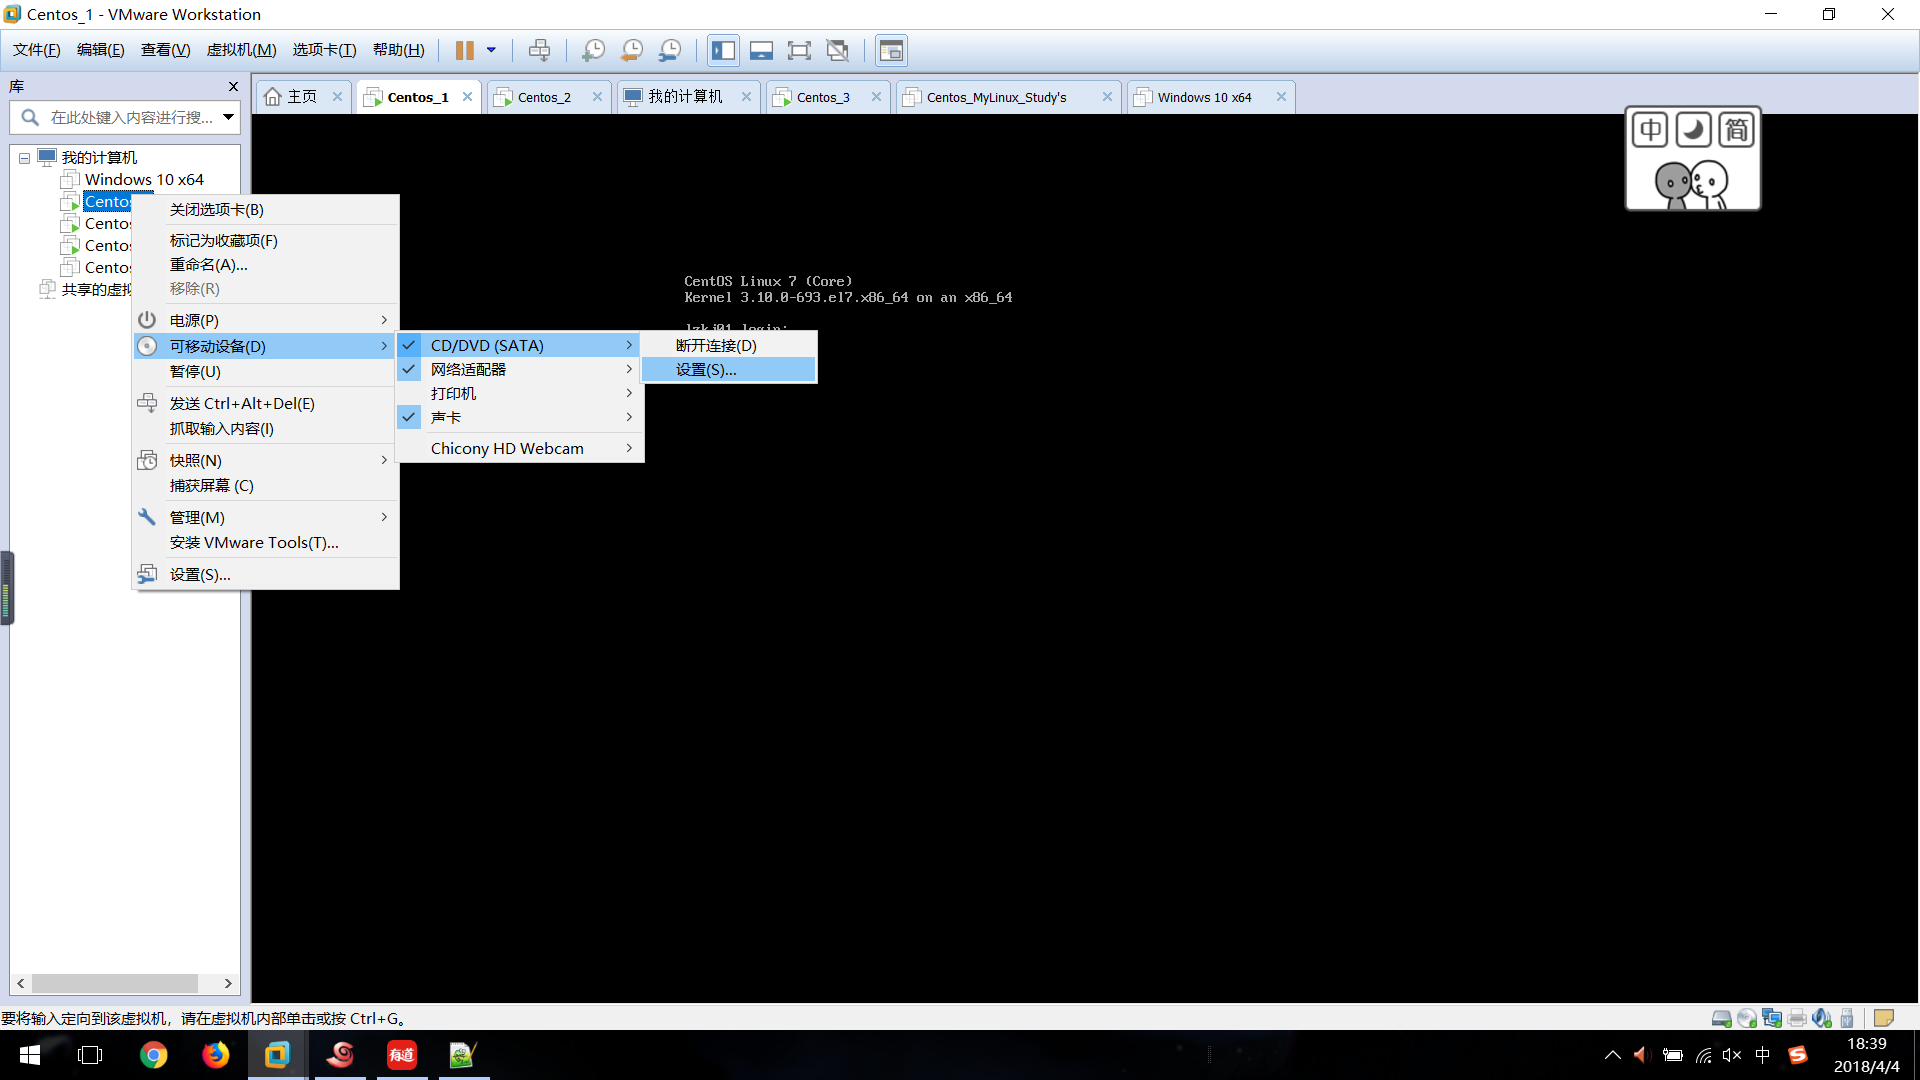 Centos_1 - VMware Workstation
文件(F) 编辑(E) 查看(V) 虚拟机(M) 选项卡(T) 帮助(H)
库
主页 Centos_1 Centos_2 我的计算机 Centos_3 Centos_MyLinux_Study's Windows 10 x64
在此处键入内容进行搜...
中 简
我的计算机
Windows 10 x64
Centos
Centos
Centos
Centos
共享的虚拟
关闭选项卡(B)
标记为收藏项(F)
重命名(A)...
移除(R)
电源(P)
可移动设备(D)
暂停(U)
发送 Ctrl+Alt+Del(E)
抓取输入内容(I)
快照(N)
捕获屏幕 (C)
管理(M)
安装 VMware Tools(T)...
设置(S)...
CD/DVD (SATA)
网络适配器
打印机
声卡
Chicony HD Webcam
断开连接(D)
设置(S)...
CentOS Linux 7 (Core)
Kernel 3.10.0-693.el7.x86_64 on an x86_64
login:
要将输入定向到该虚拟机，请在虚拟机内部单击或按 Ctrl+G。
有道
中
18:39
2018/4/4